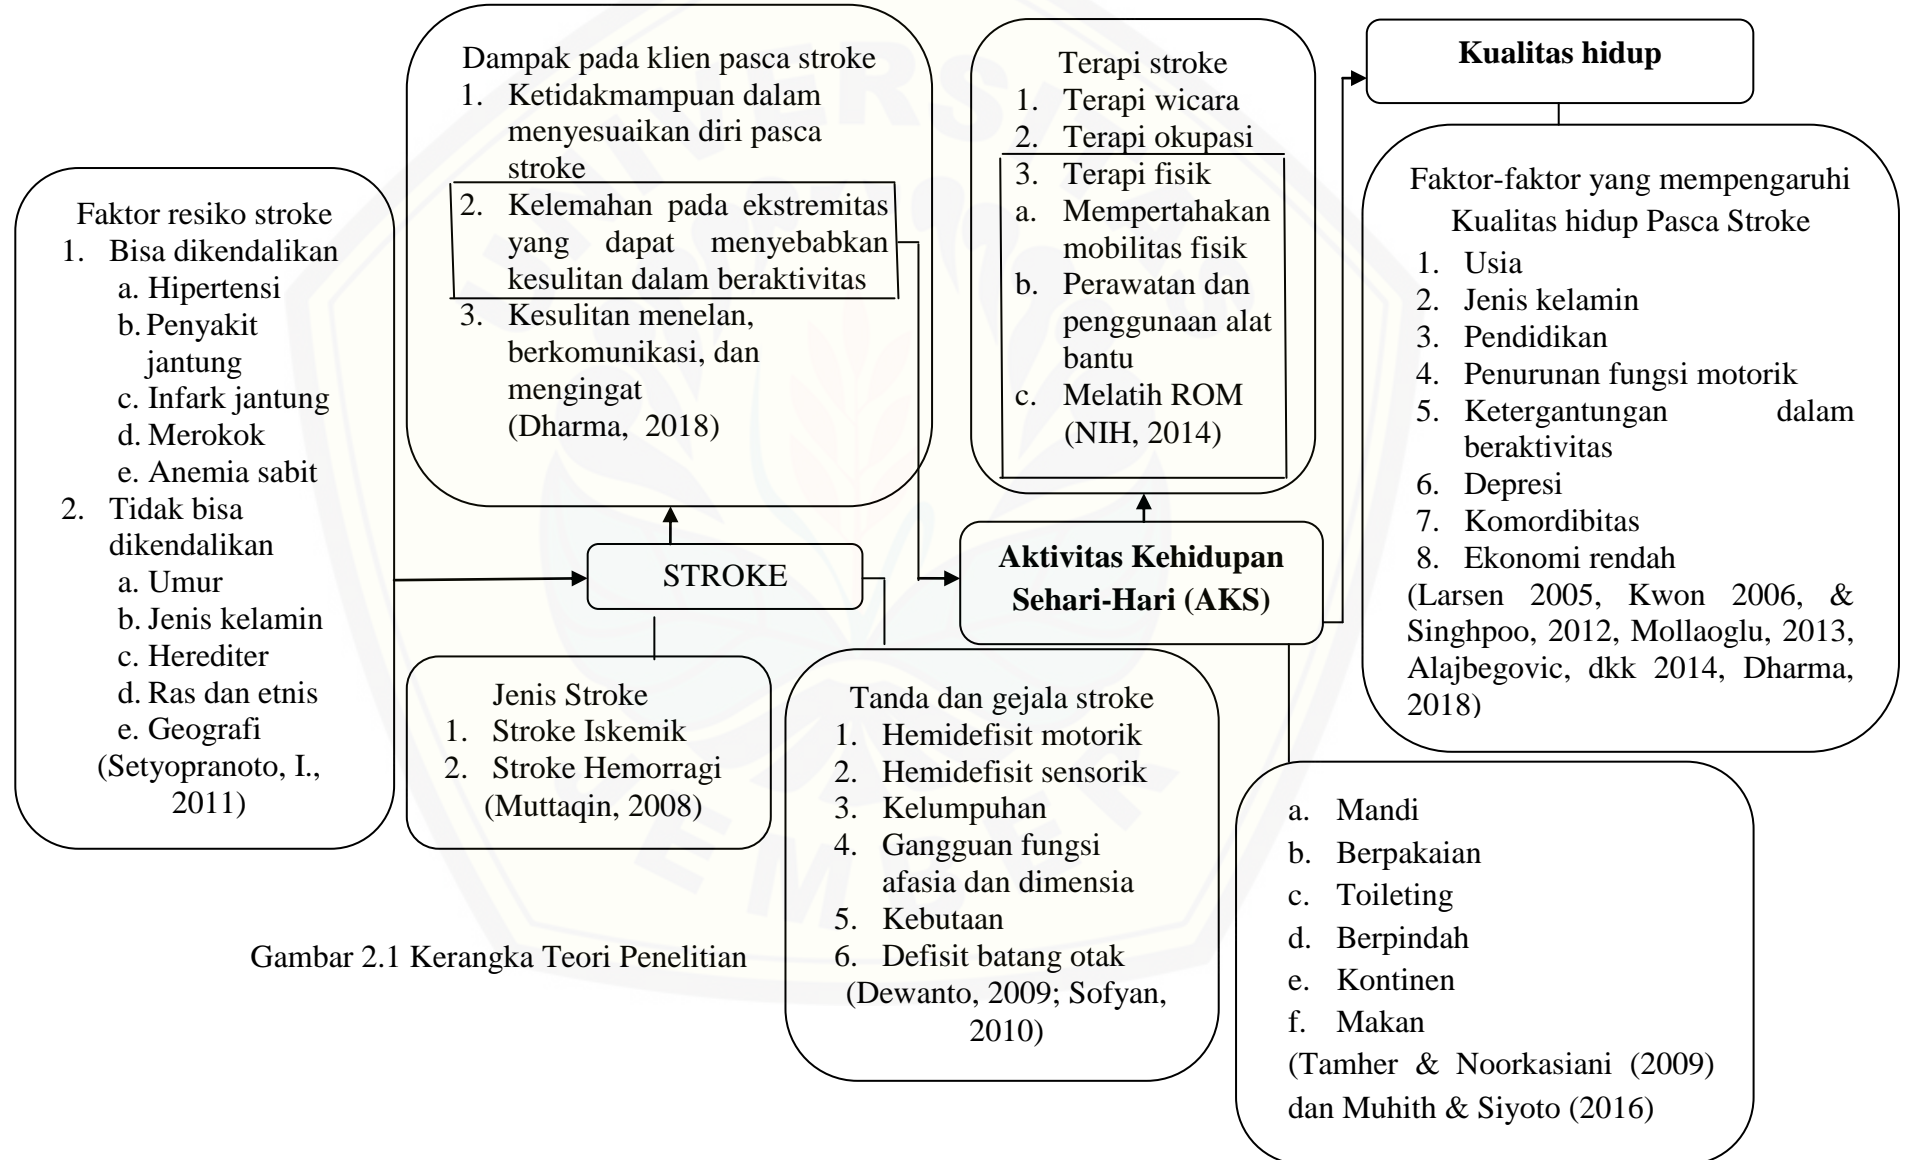 Faktor resiko stroke
1. Bisa dikendalikan
a. Hipertensi
b. Penyakit
jantung
c. Infark jantung
d. Merokok
e. Anemia sabit
2. Tidak bisa
dikendalikan
a. Umur
b. Jenis kelamin
c. Herediter
d. Ras dan etnis
e. Geografi
(Setyopranoto, I.,
2011)
Dampak pada klien pasca stroke
1. Ketidakmampuan dalam
menyesuaikan diri pasca
stroke
2. Kelemahan pada ekstremitas
yang dapat menyebabkan
kesulitan dalam beraktivitas
3. Kesulitan menelan,
berkomunikasi, dan
mengingat
(Dharma, 2018)
STROKE
Jenis Stroke
1. Stroke Iskemik
2. Stroke Hemorragi
(Muttaqin, 2008)
Tanda dan gejala stroke
1. Hemidefisit motorik
2. Hemidefisit sensorik
3. Kelumpuhan
4. Gangguan fungsi
afasia dan dimensia
5. Kebutaan
6. Defisit batang otak
(Dewanto, 2009; Sofyan,
2010)
Terapi stroke
1. Terapi wicara
2. Terapi okupasi
3. Terapi fisik
a. Mempertahakan
mobilitas fisik
b. Perawatan dan
penggunaan alat
bantu
c. Melatih ROM
(NIH, 2014)
Aktivitas Kehidupan
Sehari-Hari (AKS)
Kualitas hidup
Faktor-faktor yang mempengaruhi
Kualitas hidup Pasca Stroke
1. Usia
2. Jenis kelamin
3. Pendidikan
4. Penurunan fungsi motorik
5. Ketergantungan dalam
beraktivitas
6. Depresi
7. Komordibitas
8. Ekonomi rendah
(Larsen 2005, Kwon 2006, &
Singhpoo, 2012, Mollaoglu, 2013,
Alajbegovic, dkk 2014, Dharma,
2018)
a. Mandi
b. Berpakaian
c. Toileting
d. Berpindah
e. Kontinen
f. Makan
(Tamher & Noorkasiani (2009)
dan Muhith & Siyoto (2016)
Gambar 2.1 Kerangka Teori Penelitian
UNIVERSITAS
JEMBER